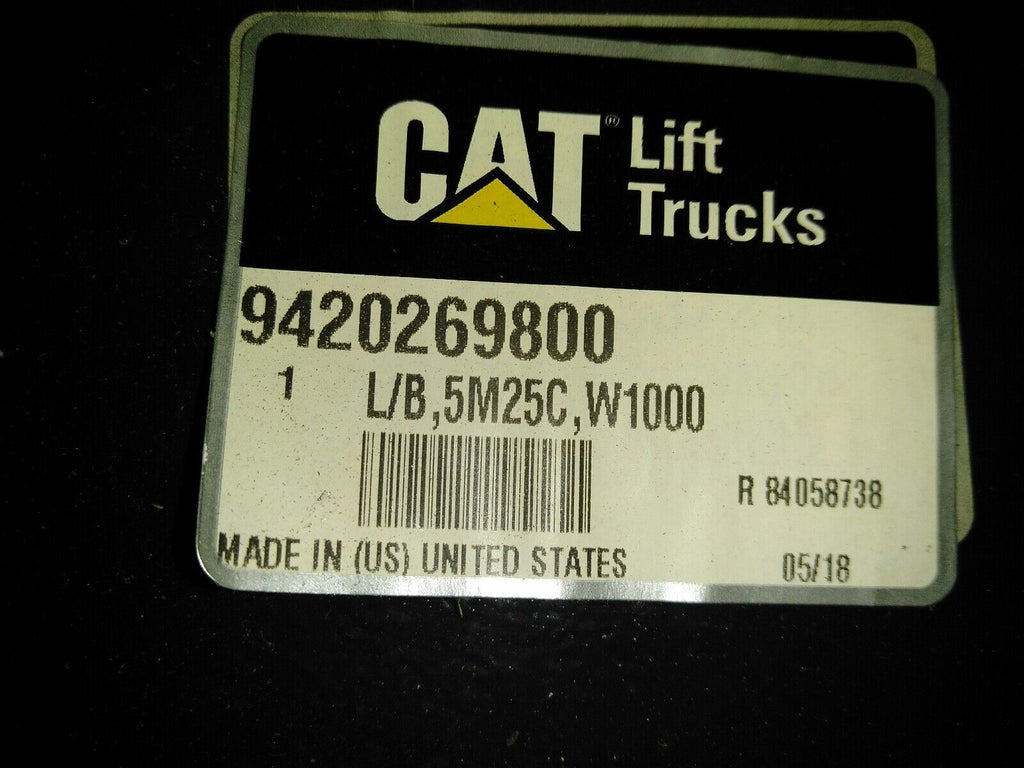 CAT® Lift
Trucks
9420269800
1 L/B,5M25C,W1000
R 84058738
MADE IN (US) UNITED STATES 05/18